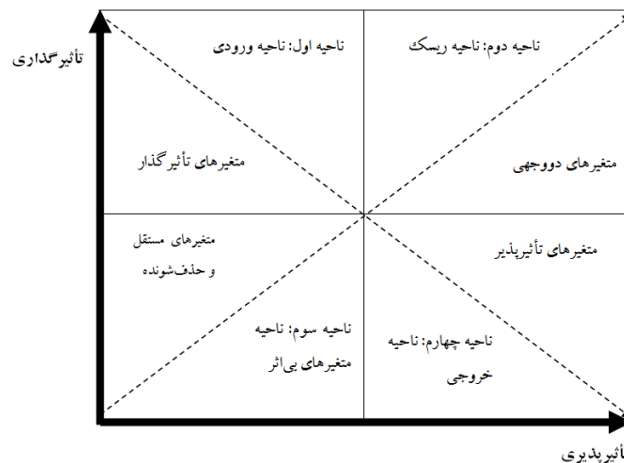 ناحیه دوم: ناحیه ریسک
ناحیه اول: ناحیه ورودی
تأثیرگذاری
متغیرهای دووجهی
متغیرهای تأثیرگذار
متغیرهای تأثیرپذیر
متغیرهای مستقل
و حذف‌شونده
ناحیه چهارم: ناحیه
خروجی
ناحیه سوم: ناحیه
متغیرهای بی‌اثر
تأثیرپذیری